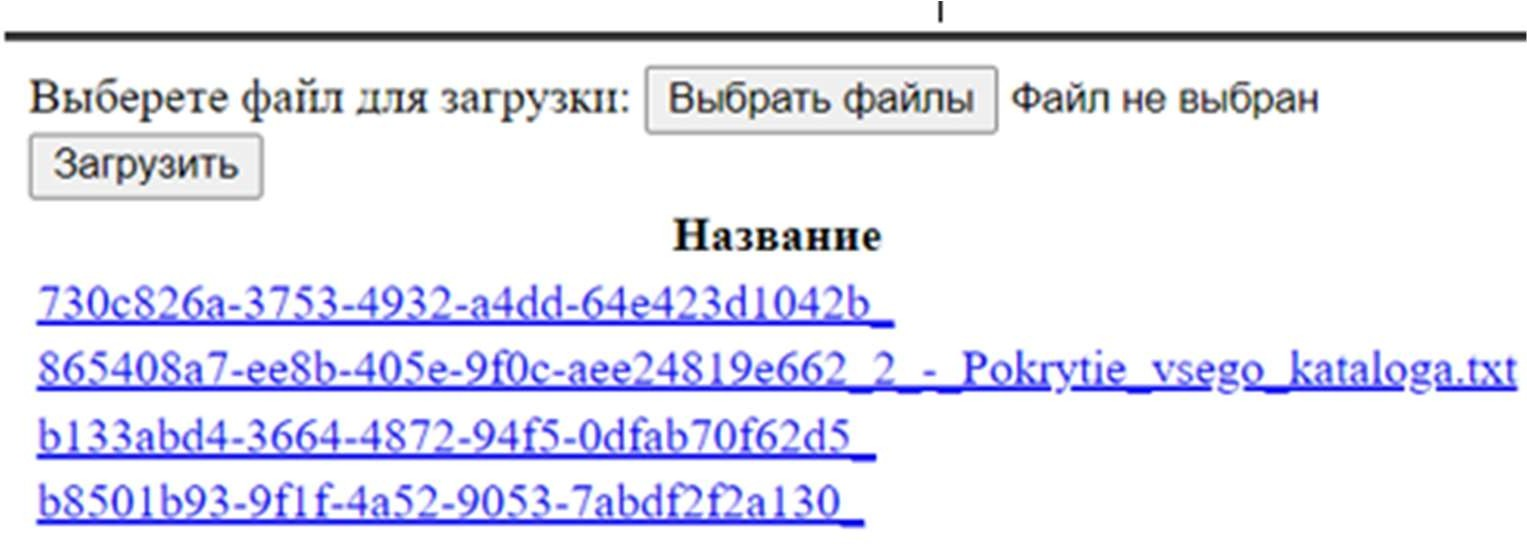 Выберете файл для загрузки: Выбрать файлы Файл не выбран
Загрузить
Название
730c826a-3753-4932-a4dd-64e423d1042b_
865408a7-ee8b-405e-9f0c-aee24819e662_2_-_Pokrytie_vsego_kataloga.txt
b133abd4-3664-4872-94f5-0dfab70f62d5_
b8501b93-9f1f-4a52-9053-7abdf2f2a130_